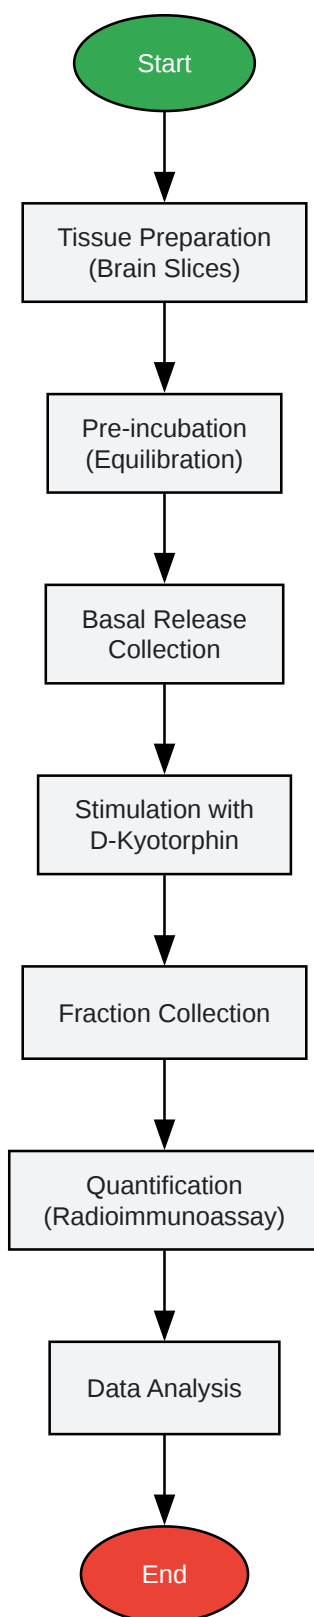 Start
Tissue Preparation
(Brain Slices)
Pre-incubation
(Equilibration)
Basal Release
Collection
Stimulation with
D-Kyotorphin
Fraction Collection
Quantification
(Radioimmunoassay)
Data Analysis
End